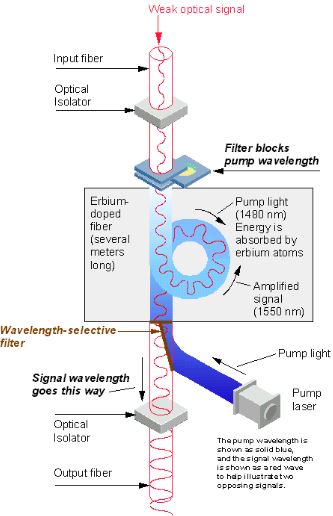 Weak optical signal
Input fiber
Optical
Isolator
Filter blocks
pump wavelength
Erbium-
doped
fiber
(several
meters
long)
Pump light
(1480 nm)
Energy is
absorbed by
erbium atoms
Amplified
signal
(1550 nm)
Wavelength-selective
filter
Pump light
Signal wavelength
goes this way
Pump
laser
Optical
Isolator
Output fiber
The pump wavelength is
shown as solid blue,
and the signal wavelength
is shown as a red wave
to help illustrate two
opposing signals.